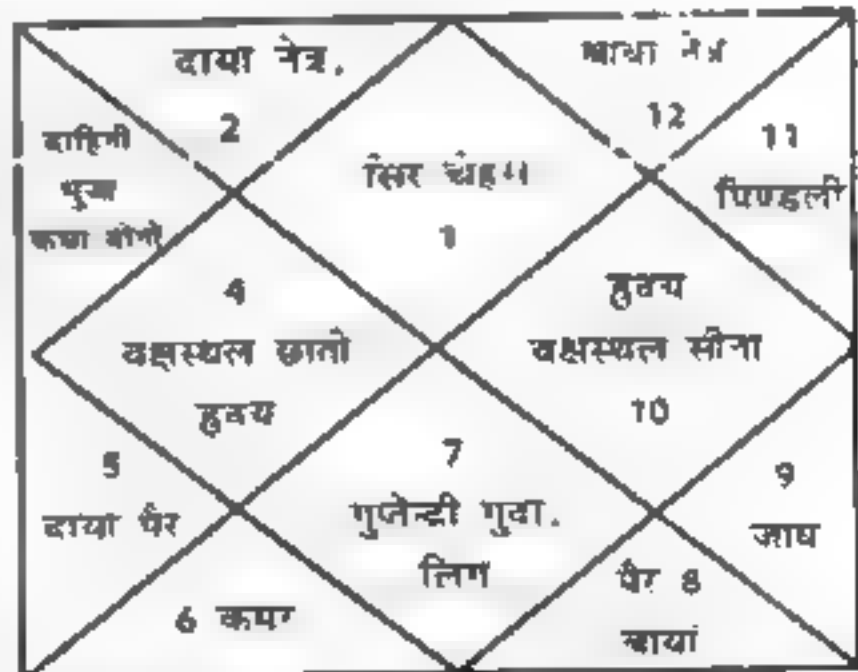 दायां नेत्र.
2
बायां नेत्र
12
दाहिनी
भुजा
कंधा दोनों
सिर चेहरा
1
11
पिण्डली
4
वक्षस्थल छाती
हृदय
हृदय
वक्षस्थल सीना
10
5
दायां पैर
7
गुप्तेन्द्री गुदा.
लिंग
9
जांघ
6 कमर
पैर 8
बायां